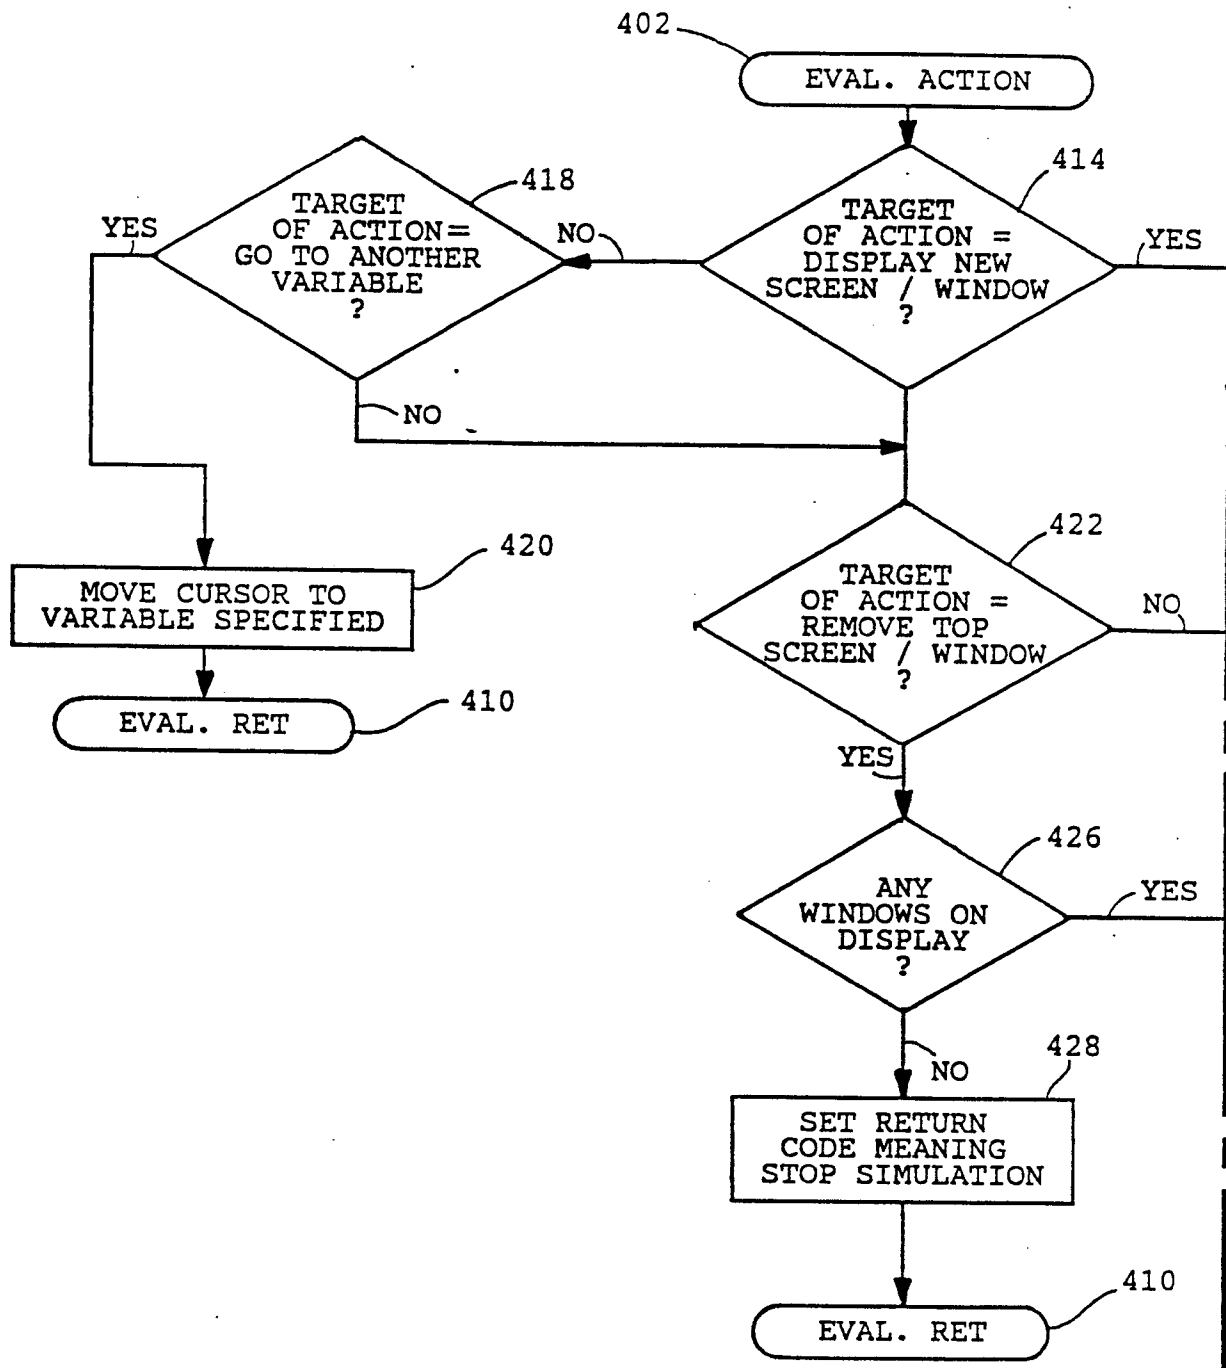 402
EVAL. ACTION
414
TARGET
OF ACTION =
DISPLAY NEW
SCREEN / WINDOW
?
YES
NO
418
TARGET
OF ACTION=
GO TO ANOTHER
VARIABLE
?
YES
NO
420
MOVE CURSOR TO
VARIABLE SPECIFIED
410
EVAL. RET
422
TARGET
OF ACTION =
REMOVE TOP
SCREEN / WINDOW
?
NO
YES
426
ANY
WINDOWS ON
DISPLAY
?
YES
NO
428
SET RETURN
CODE MEANING
STOP SIMULATION
410
EVAL. RET